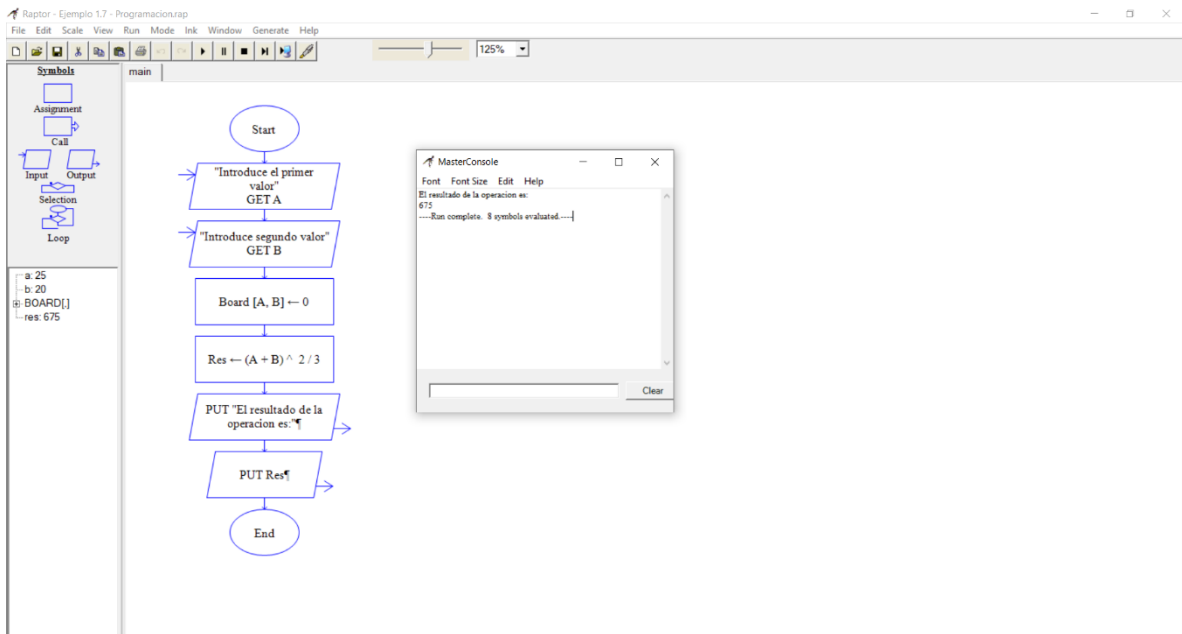 Raptor - Ejemplo 1.7 - Programacion.rap
File Edit Scale View Run Mode Ink Window Generate Help
125%
Symbols
Assignment
Call
Input Output
Selection
Loop
a: 25
b: 20
BOARD[,]
res: 675
main
Start
"Introduce el primer
valor"
GET A
"Introduce segundo valor"
GET B
Board [A, B] ← 0
Res ← (A + B) ^ 2 / 3
PUT "El resultado de la
operacion es:"¶
PUT Res¶
End
MasterConsole
Font Font Size Edit Help
El resultado de la operacion es:
675
----Run complete. 8 symbols evaluated.----
Clear